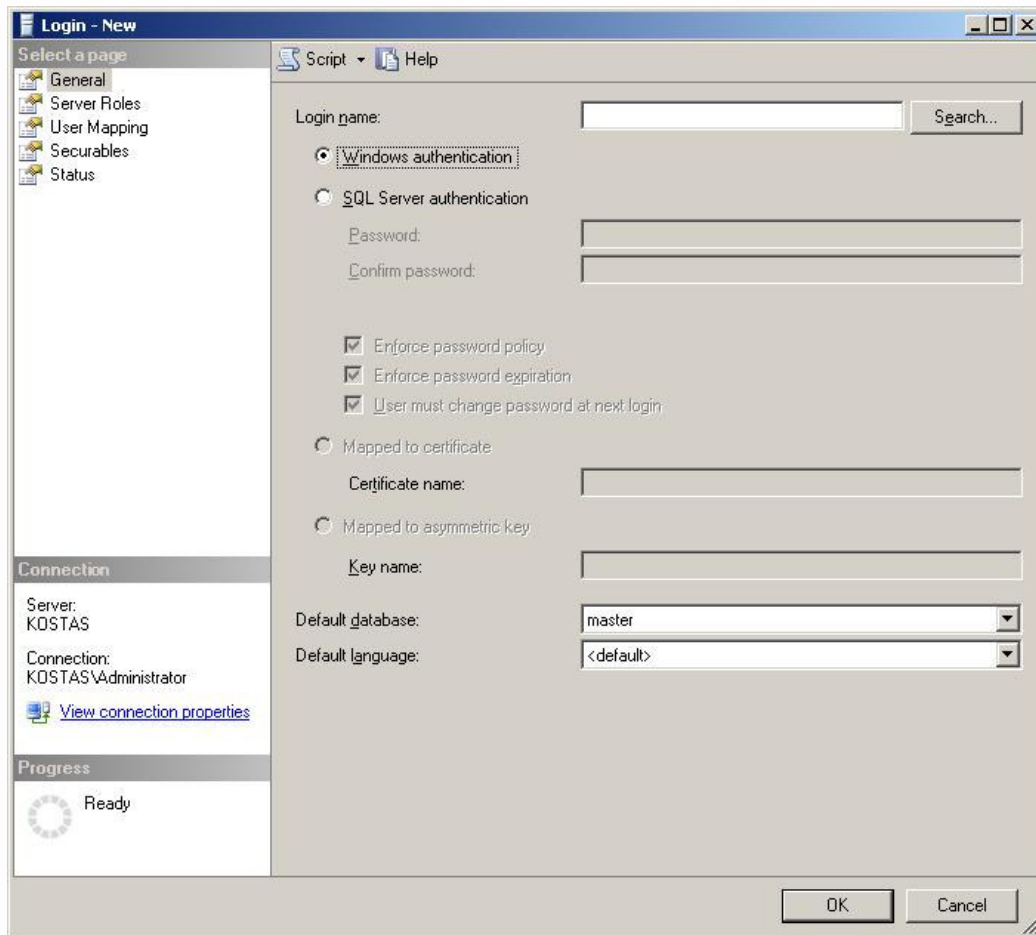 Login - New
Select a page
General
Server Roles
User Mapping
Securables
Status
Script Help
Login name: Search...
Windows authentication
SQL Server authentication
Password:
Confirm password:
Enforce password policy
Enforce password expiration
User must change password at next login
Mapped to certificate
Certificate name:
Mapped to asymmetric key
Key name:
Default database: master
Default language: <default>
Connection
Server:
KOSTAS
Connection:
KOSTAS\Administrator
View connection properties
Progress
Ready
OK Cancel